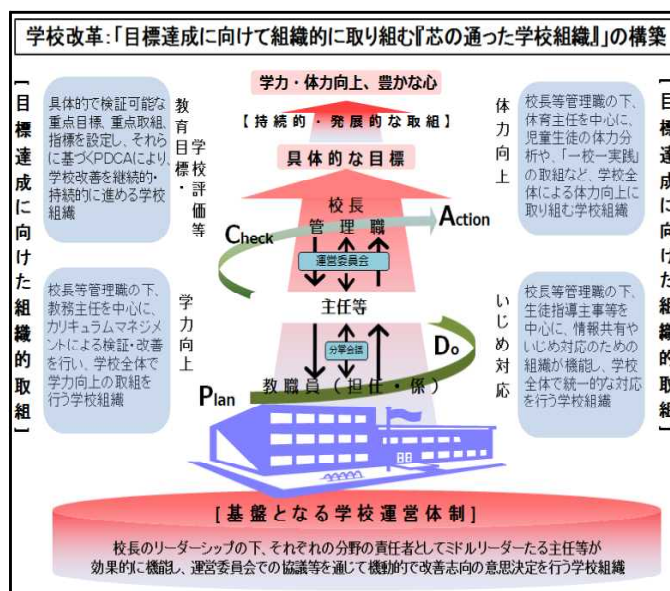 学校改革:「目標達成に向けて組織的に取り組む『芯の通った学校組織』」の構築
【目標達成に向けた組織的取組】
具体的で検証可能な
重点目標、重点取組、
指標を設定し、それら
に基づくPDCAにより、
学校改善を継続的・
持続的に進める学校
組織
教育目標・
学校評価等
校長等管理職の下、
教務主任を中心に、
カリキュラムマネジメ
ントによる検証・改善
を行い、学校全体で
学力向上の取組を
行う学校組織
学力向上
学力・体力向上、豊かな心
【持続的・発展的な取組】
具体的な目標
校長
管理職
Check
Action
運営委員会
主任等
分掌会議
Do
教職員(担任・係)
Plan
体力向上
校長等管理職の下、
体育主任を中心に、
児童生徒の体力分
析や、「一校一実践」
の取組など、学校全
体による体力向上に
取り組む学校組織
いじめ対応
校長等管理職の下、
生徒指導主事等を
中心に、情報共有や
いじめ対応のための
組織が機能し、学校
全体で統一的な対応
を行う学校組織
【目標達成に向けた組織的取組】
[基盤となる学校運営体制]
校長のリーダーシップの下、それぞれの分野の責任者としてミドルリーダーたる主任等が
効果的に機能し、運営委員会での協議等を通じて機動的で改善志向の意思決定を行う学校組織